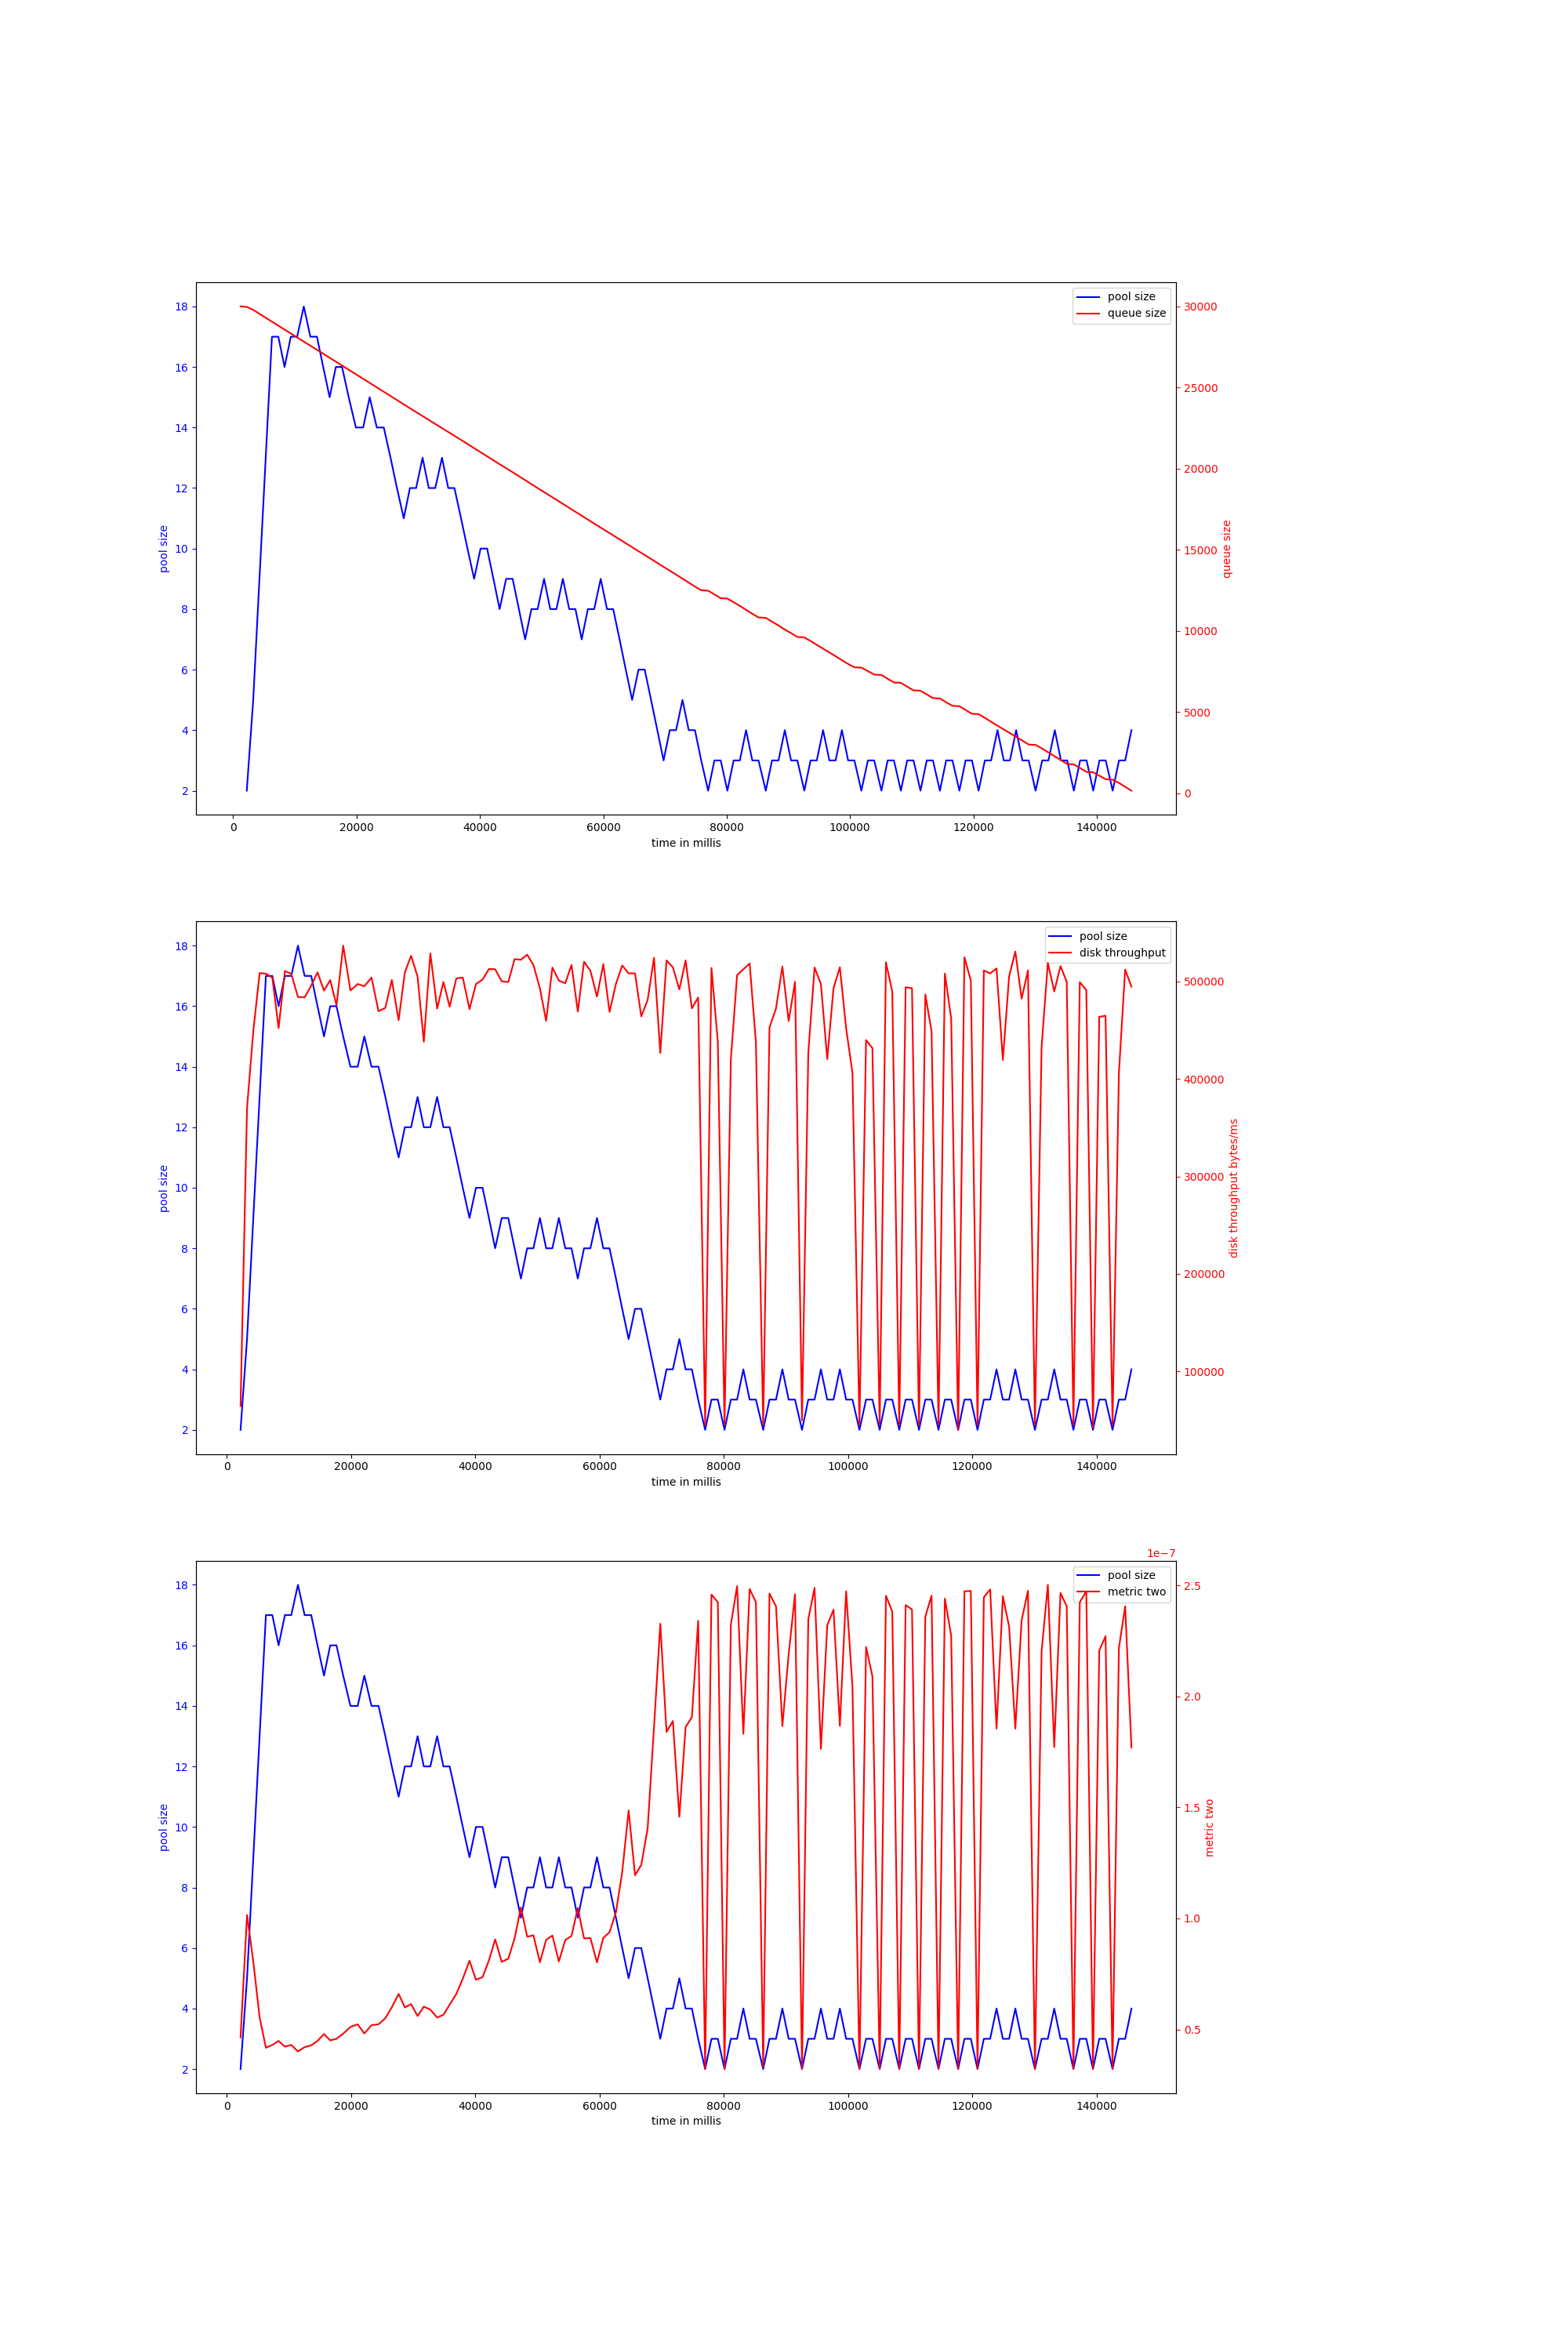 pool size
queue size
18
16
14
12
10
8
6
4
2
pool size
30000
25000
20000
15000
10000
5000
0
queue size
0 20000 40000 60000 80000 100000 120000 140000
time in millis
pool size
disk throughput
18
16
14
12
10
8
6
4
2
pool size
500000
400000
300000
200000
100000
disk throughput bytes/ms
0 20000 40000 60000 80000 100000 120000 140000
time in millis
1e−7
pool size
metric two
18
16
14
12
10
8
6
4
2
pool size
2.5
2.0
1.5
1.0
0.5
metric two
0 20000 40000 60000 80000 100000 120000 140000
time in millis